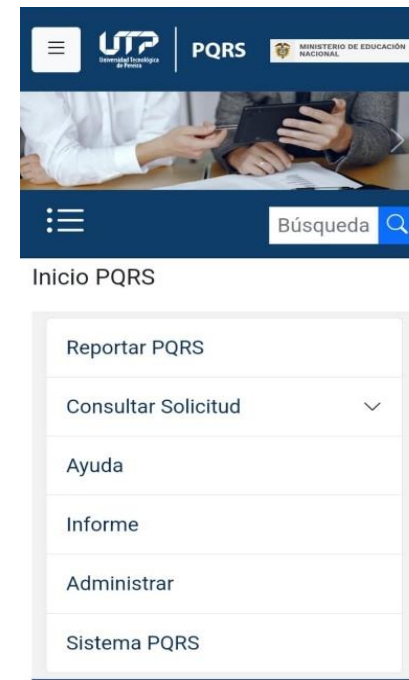 UTP
Universidad Tecnológica
de Pereira
PQRS
MINISTERIO DE EDUCACIÓN
NACIONAL
Búsqueda
Inicio PQRS
Reportar PQRS
Consultar Solicitud
Ayuda
Informe
Administrar
Sistema PQRS